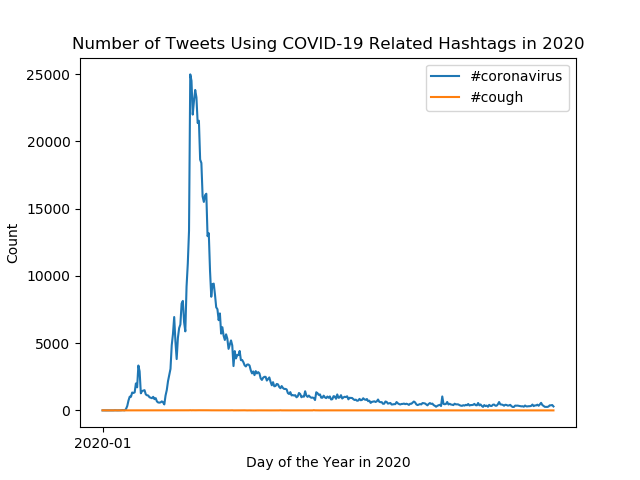 Number of Tweets Using COVID-19 Related Hashtags in 2020
25000
20000
15000
10000
5000
0
Count
#coronavirus
#cough
2020-01
Day of the Year in 2020